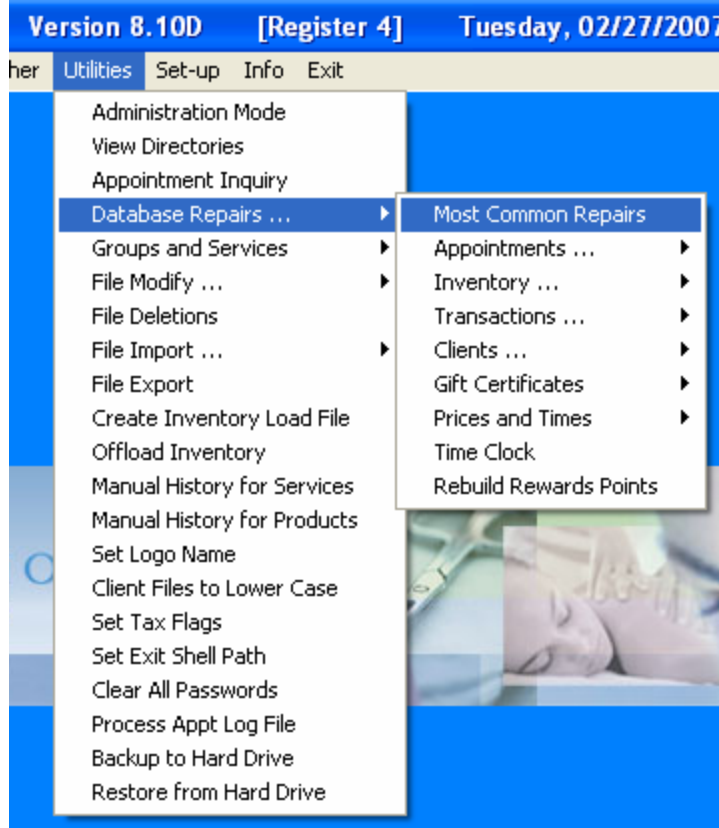 Version 8.10D [Register 4] Tuesday, 02/27/2007
her Utilities Set-up Info Exit
Administration Mode
View Directories
Appointment Inquiry
Database Repairs ...
Groups and Services
File Modify ...
File Deletions
File Import ...
File Export
Create Inventory Load File
Offload Inventory
Manual History for Services
Manual History for Products
Set Logo Name
Client Files to Lower Case
Set Tax Flags
Set Exit Shell Path
Clear All Passwords
Process Appt Log File
Backup to Hard Drive
Restore from Hard Drive
Most Common Repairs
Appointments ...
Inventory ...
Transactions ...
Clients ...
Gift Certificates
Prices and Times
Time Clock
Rebuild Rewards Points
O